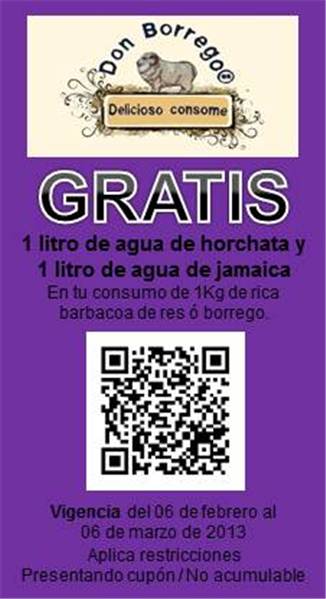 Don Borrego®
Delicioso consome
GRATIS
1 litro de agua de horchata y
1 litro de agua de jamaica
En tu consumo de 1Kg de rica
barbacoa de res ó borrego.
Vigencia del 06 de febrero al
06 de marzo de 2013
Aplica restricciones
Presentando cupón / No acumulable